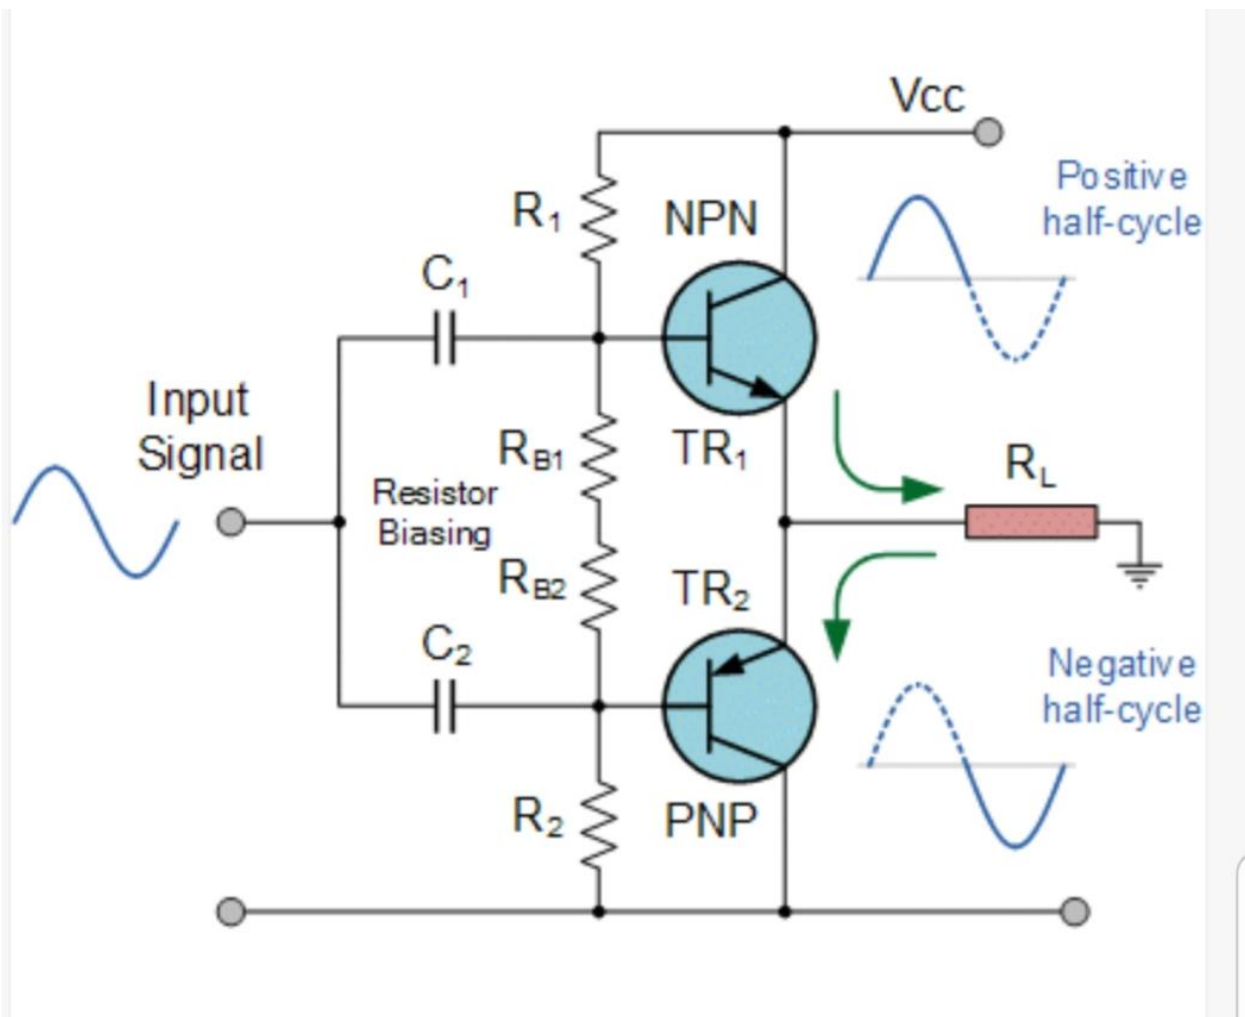 Vcc
Positive
half-cycle
R1
NPN
C1
Input
Signal
RB1
TR1
RL
Resistor
Biasing
RB2
TR2
C2
Negative
half-cycle
R2
PNP